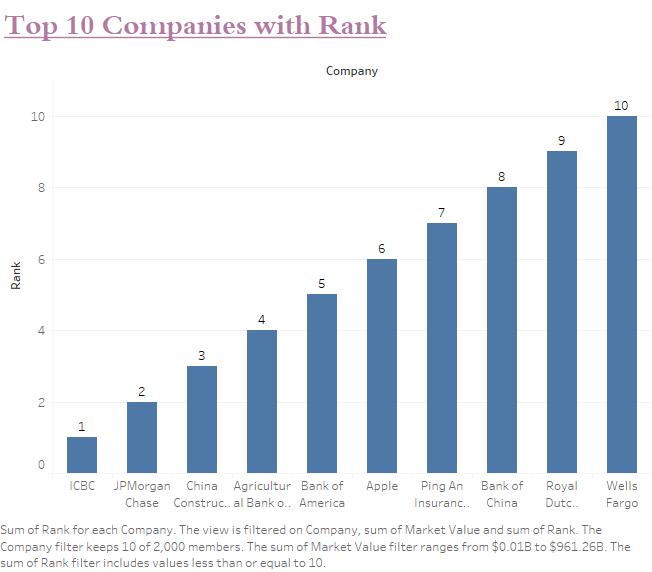 Top 10 Companies with Rank
Company
10
8
6
4
2
0
Rank
1
2
3
4
5
6
7
8
9
10
ICBC JPMorgan China Agricultur Bank of Apple Ping An Bank of Royal Wells
Chase Construc.. al Bank o.. America Insuranc.. China Dutc.. Fargo
Sum of Rank for each Company. The view is filtered on Company, sum of Market Value and sum of Rank. The
Company filter keeps 10 of 2,000 members. The sum of Market Value filter ranges from $0.01B to $961.26B. The
sum of Rank filter includes values less than or equal to 10.